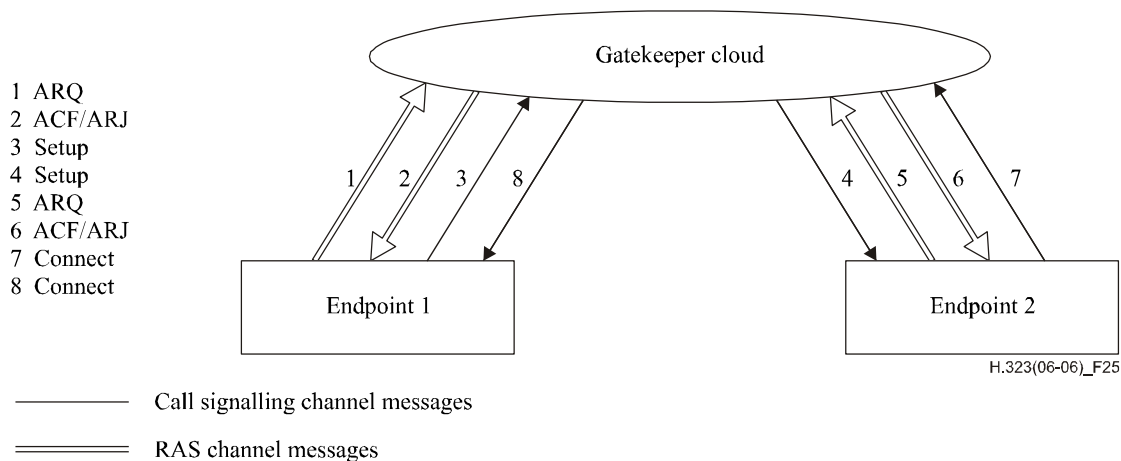 Gatekeeper cloud
1 ARQ
2 ACF/ARJ
3 Setup
4 Setup
5 ARQ
6 ACF/ARJ
7 Connect
8 Connect
1 2 3 8 4 5 6 7
Endpoint 1 Endpoint 2
H.323(06-06)_F25
Call signalling channel messages
RAS channel messages